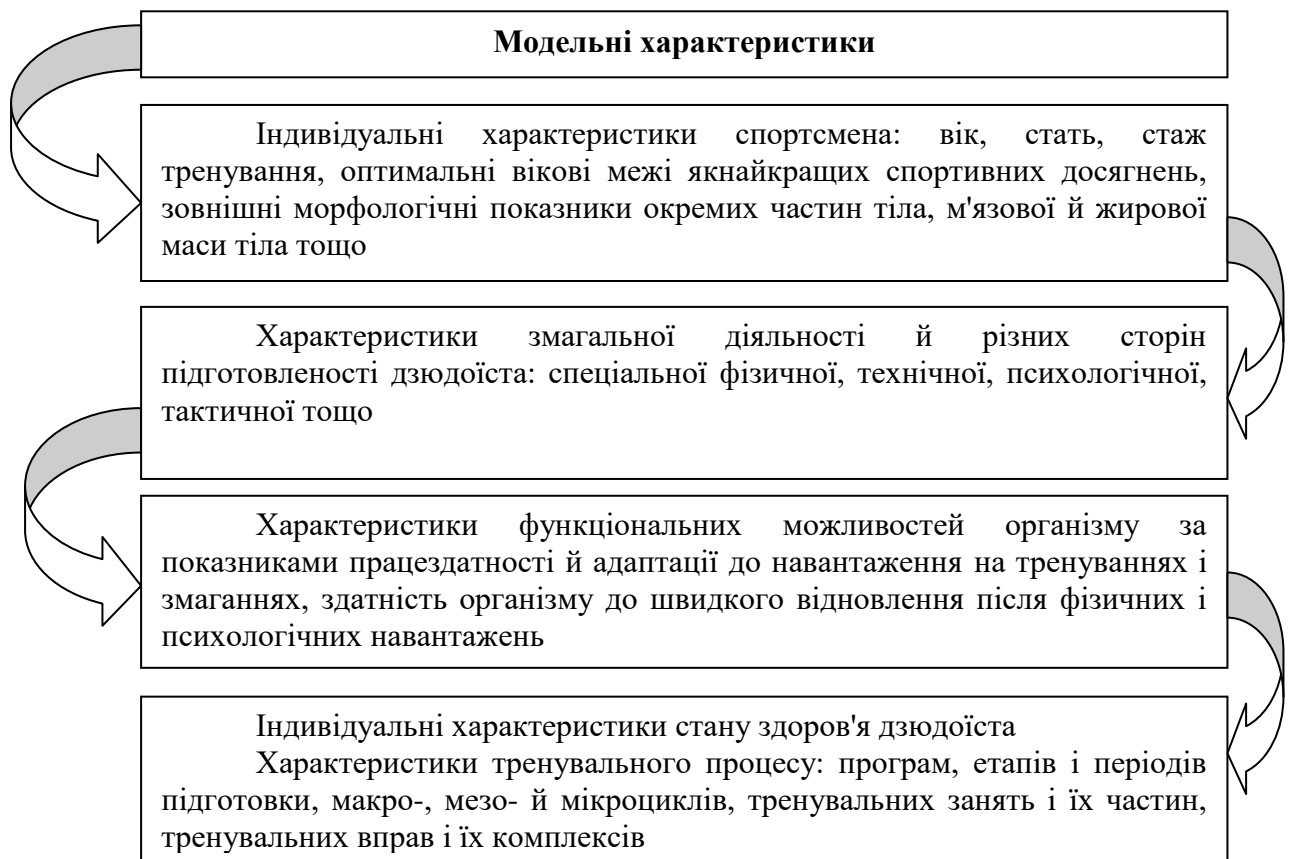 Модельні характеристики
Індивідуальні характеристики спортсмена: вік, стать, стаж
тренування, оптимальні вікові межі якнайкращих спортивних досягнень,
зовнішні морфологічні показники окремих частин тіла, м'язової й жирової
маси тіла тощо
Характеристики змагальної діяльності й різних сторін
підготовленості дзюдоїста: спеціальної фізичної, технічної, психологічної,
тактичної тощо
Характеристики функціональних можливостей організму за
показниками працездатності й адаптації до навантаження на тренуваннях і
змаганнях, здатність організму до швидкого відновлення після фізичних і
психологічних навантажень
Індивідуальні характеристики стану здоров'я дзюдоїста
Характеристики тренувального процесу: програм, етапів і періодів
підготовки, макро-, мезо- й мікроциклів, тренувальних занять і їх частин,
тренувальних вправ і їх комплексів